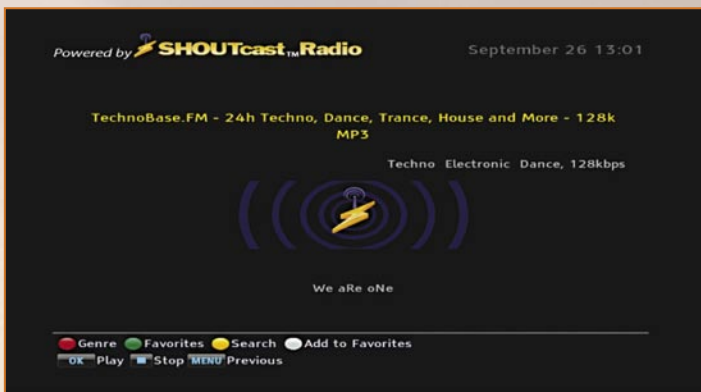 Powered by SHOUTcast™Radio
September 26 13:01
TechnoBase.FM - 24h Techno, Dance, Trance, House and More - 128k
MP3
Techno Electronic Dance, 128kbps
We aRe oNe
Genre Favorites Search Add to Favorites
OK Play Stop MENU Previous